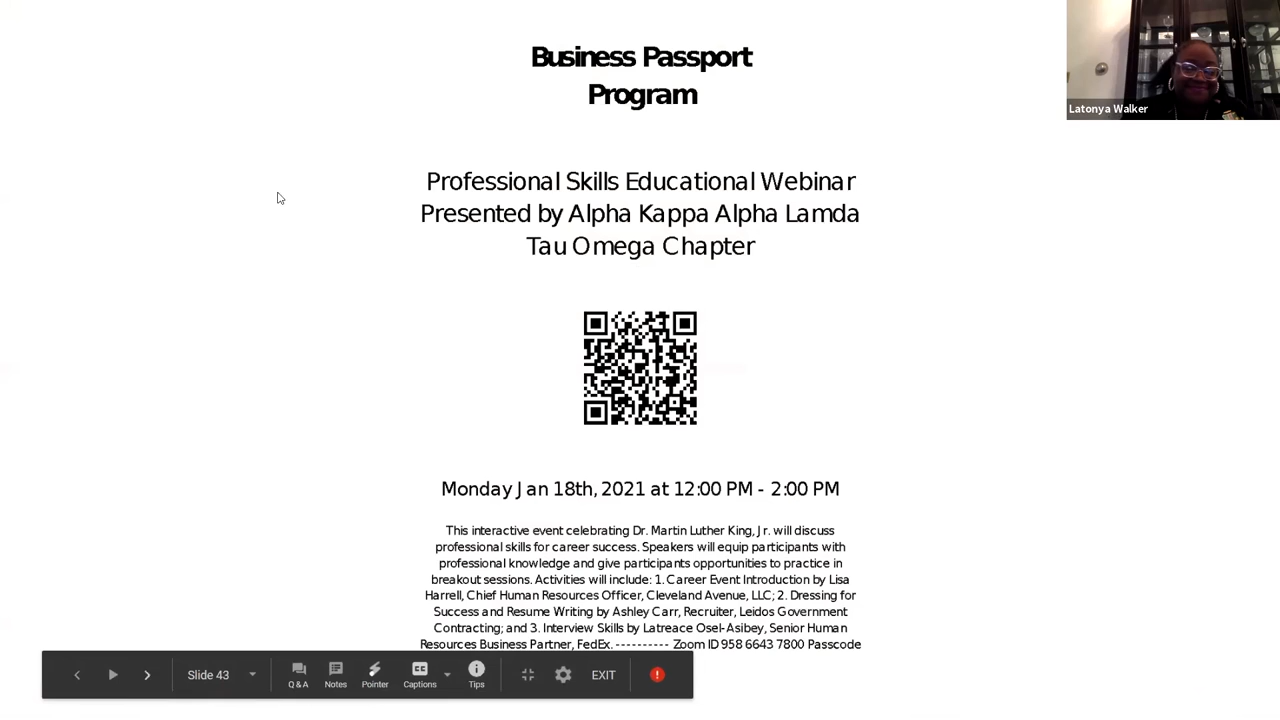 Business Passport
Program
Latonya Walker
Professional Skills Educational Webinar
Presented by Alpha Kappa Alpha Lamda
Tau Omega Chapter
Monday Jan 18th, 2021 at 12:00 PM - 2:00 PM
This interactive event celebrating Dr. Martin Luther King, Jr. will discuss
professional skills for career success. Speakers will equip participants with
professional knowledge and give participants opportunities to practice in
breakout sessions. Activities will include: 1. Career Event Introduction by Lisa
Harrell, Chief Human Resources Officer, Cleveland Avenue, LLC; 2. Dressing for
Success and Resume Writing by Ashley Carr, Recruiter, Leidos Government
Contracting; and 3. Interview Skills by Latreace Osel-Asibey, Senior Human
Resources Business Partner, FedEx. ---------- Zoom ID 958 6643 7800 Passcode
Slide 43
Q & A
Notes
Pointer
CC
Captions
Tips
EXIT